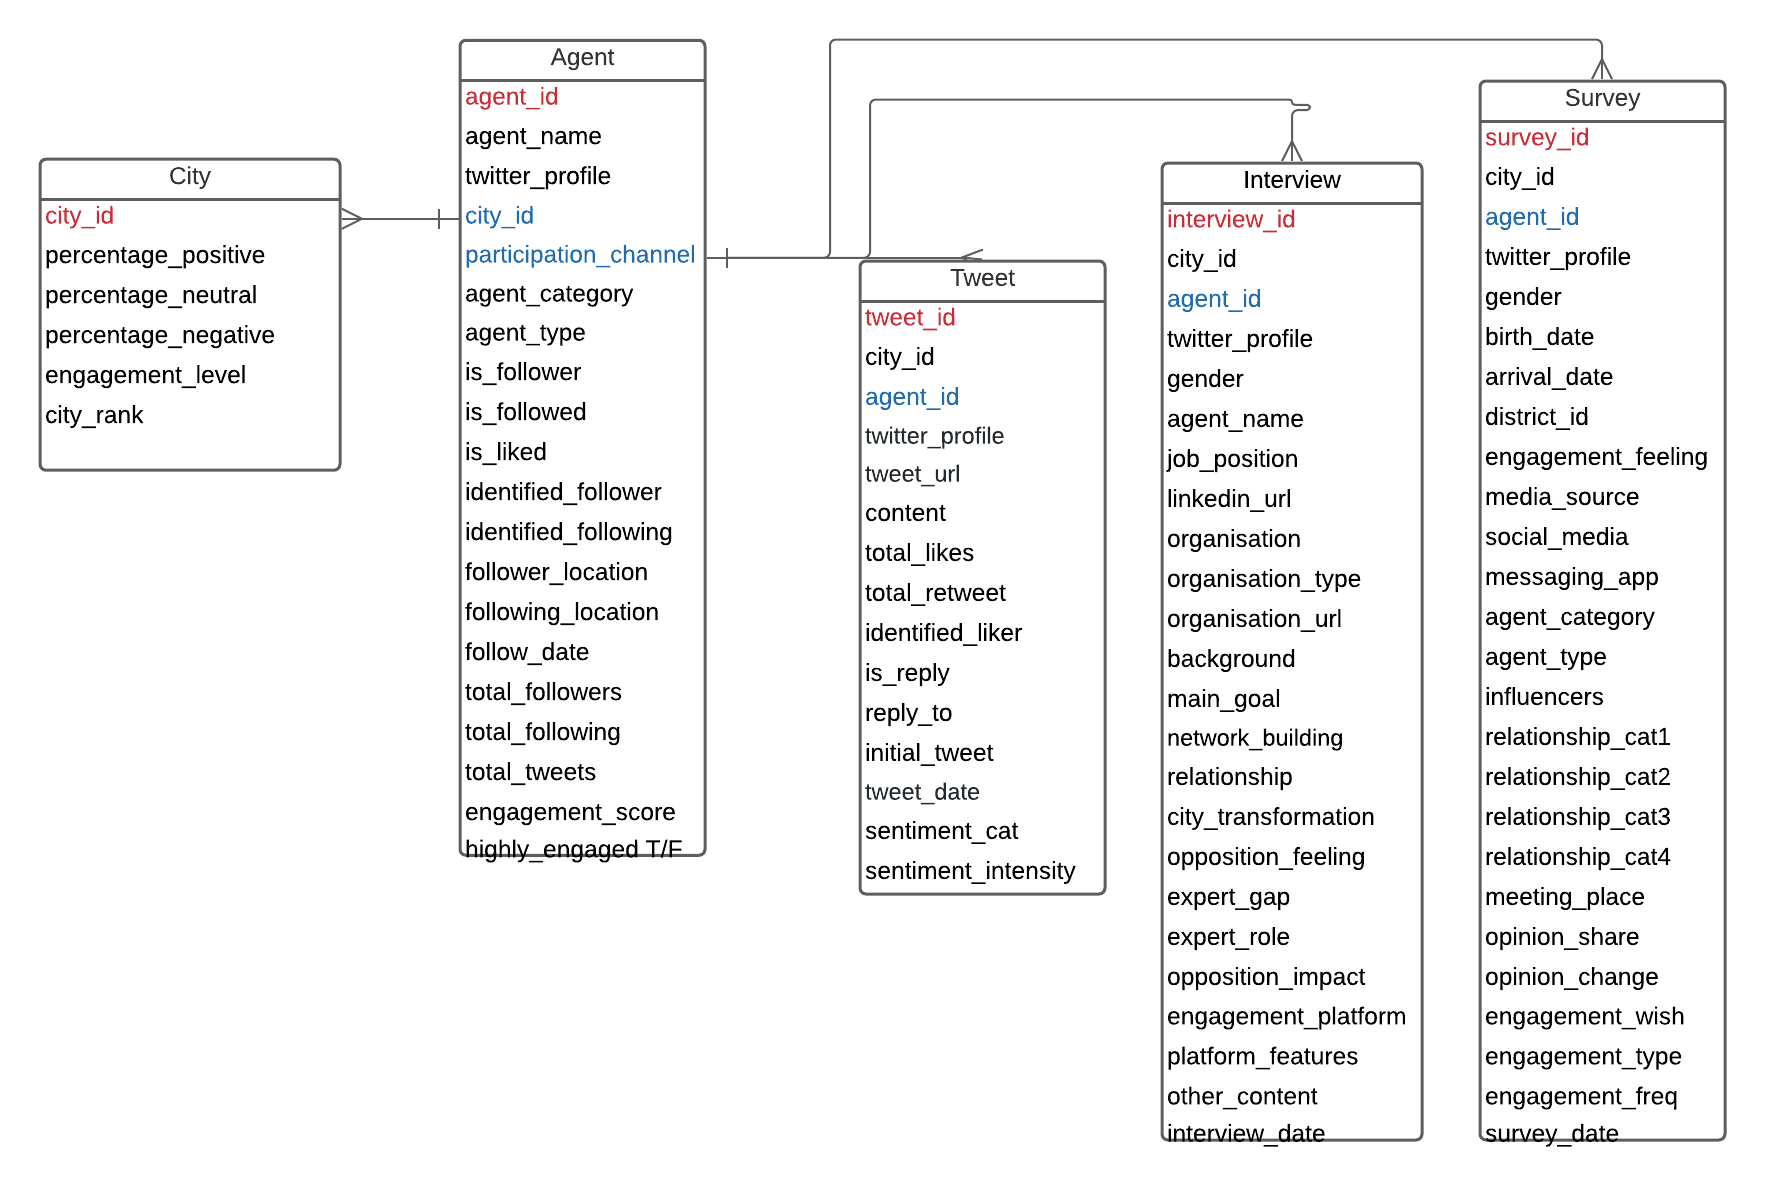 City
city_id
percentage_positive
percentage_neutral
percentage_negative
engagement_level
city_rank
Agent
agent_id
agent_name
twitter_profile
city_id
participation_channel
agent_category
agent_type
is_follower
is_followed
is_liked
identified_follower
identified_following
follower_location
following_location
follow_date
total_followers
total_following
total_tweets
engagement_score
highly_engaged T/F
Tweet
tweet_id
city_id
agent_id
twitter_profile
tweet_url
content
total_likes
total_retweet
identified_liker
is_reply
reply_to
initial_tweet
tweet_date
sentiment_cat
sentiment_intensity
Interview
interview_id
city_id
agent_id
twitter_profile
gender
agent_name
job_position
linkedin_url
organisation
organisation_type
organisation_url
background
main_goal
network_building
relationship
city_transformation
opposition_feeling
expert_gap
expert_role
opposition_impact
engagement_platform
platform_features
other_content
interview_date
Survey
survey_id
city_id
agent_id
twitter_profile
gender
birth_date
arrival_date
district_id
engagement_feeling
media_source
social_media
messaging_app
agent_category
agent_type
influencers
relationship_cat1
relationship_cat2
relationship_cat3
relationship_cat4
meeting_place
opinion_share
opinion_change
engagement_wish
engagement_type
engagement_freq
survey_date